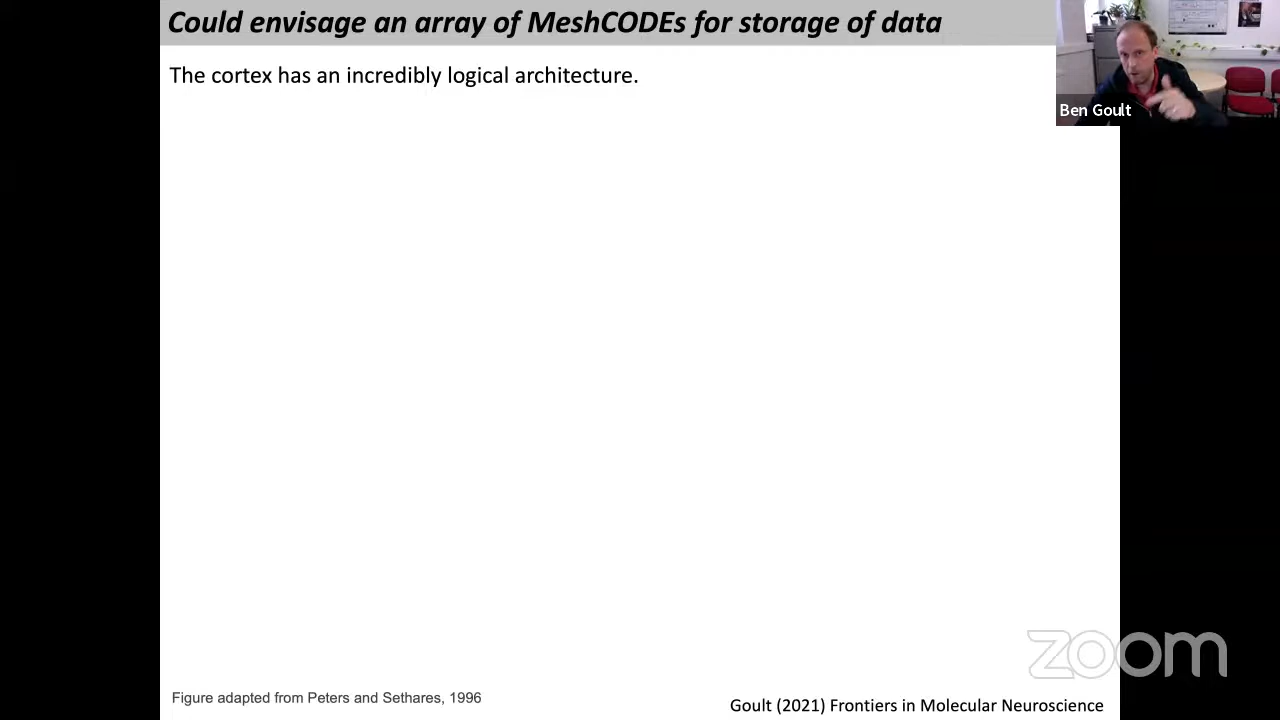 Could envisage an array of MeshCODEs for storage of data
The cortex has an incredibly logical architecture.
Ben Goult
zoom
Figure adapted from Peters and Sethares, 1996
Goult (2021) Frontiers in Molecular Neuroscience